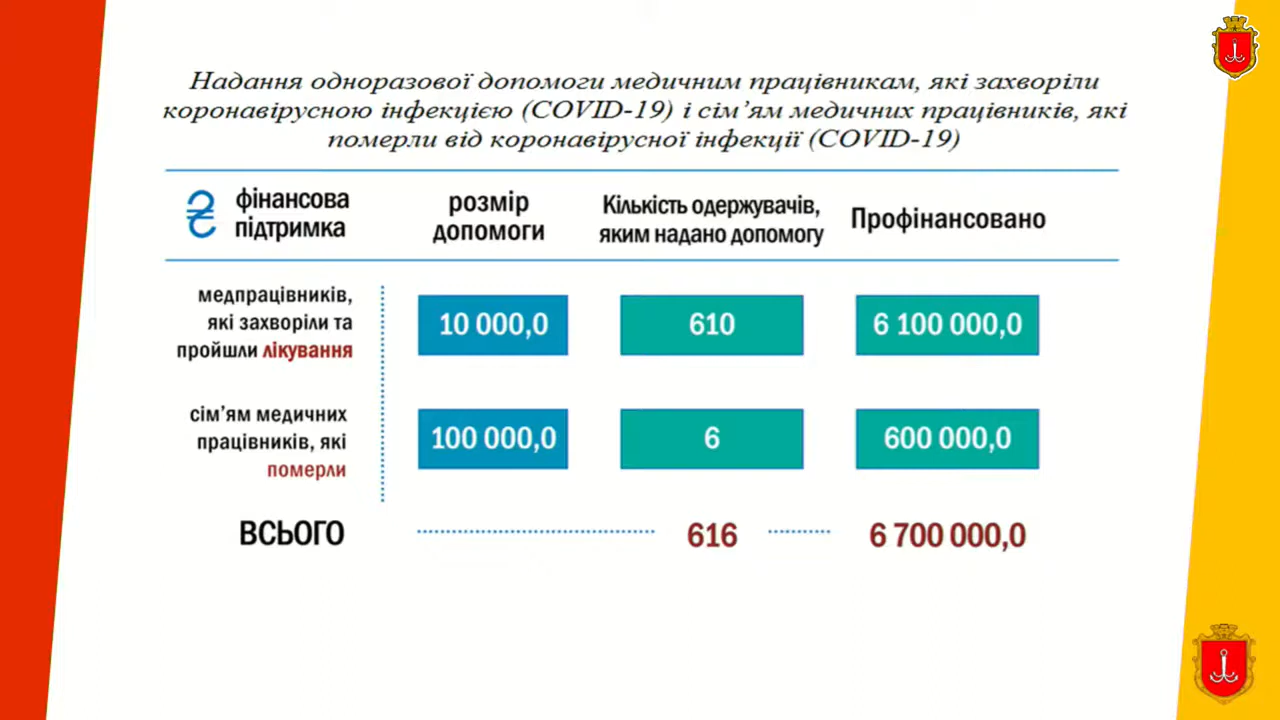 Надання одноразової допомоги медичним працівникам, які захворіли
коронавірусною інфекцією (COVID-19) і сім’ям медичних працівників, які
померли від коронавірусної інфекції (COVID-19)
₴ фінансова
підтримка
розмір
допомоги
Кількість одержувачів,
яким надано допомогу
Профінансовано
медпрацівників,
які захворіли та
пройшли лікування
10 000,0
610
6 100 000,0
сім’ям медичних
працівників, які
померли
100 000,0
6
600 000,0
ВСЬОГО
616
6 700 000,0